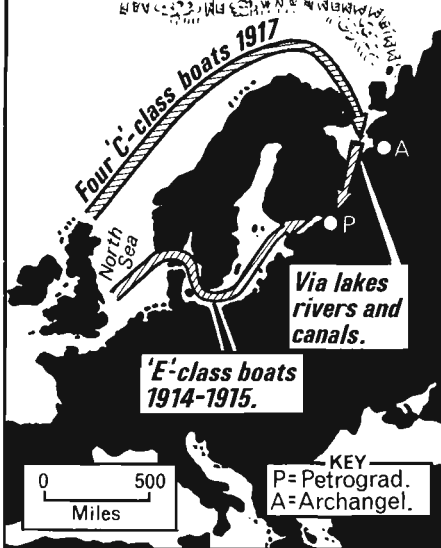 Four 'C'-class boats 1917
A
P
North
Sea
Via lakes
rivers and
canals.
'E'-class boats
1914-1915.
0 500
Miles
KEY
P=Petrograd.
A=Archangel.